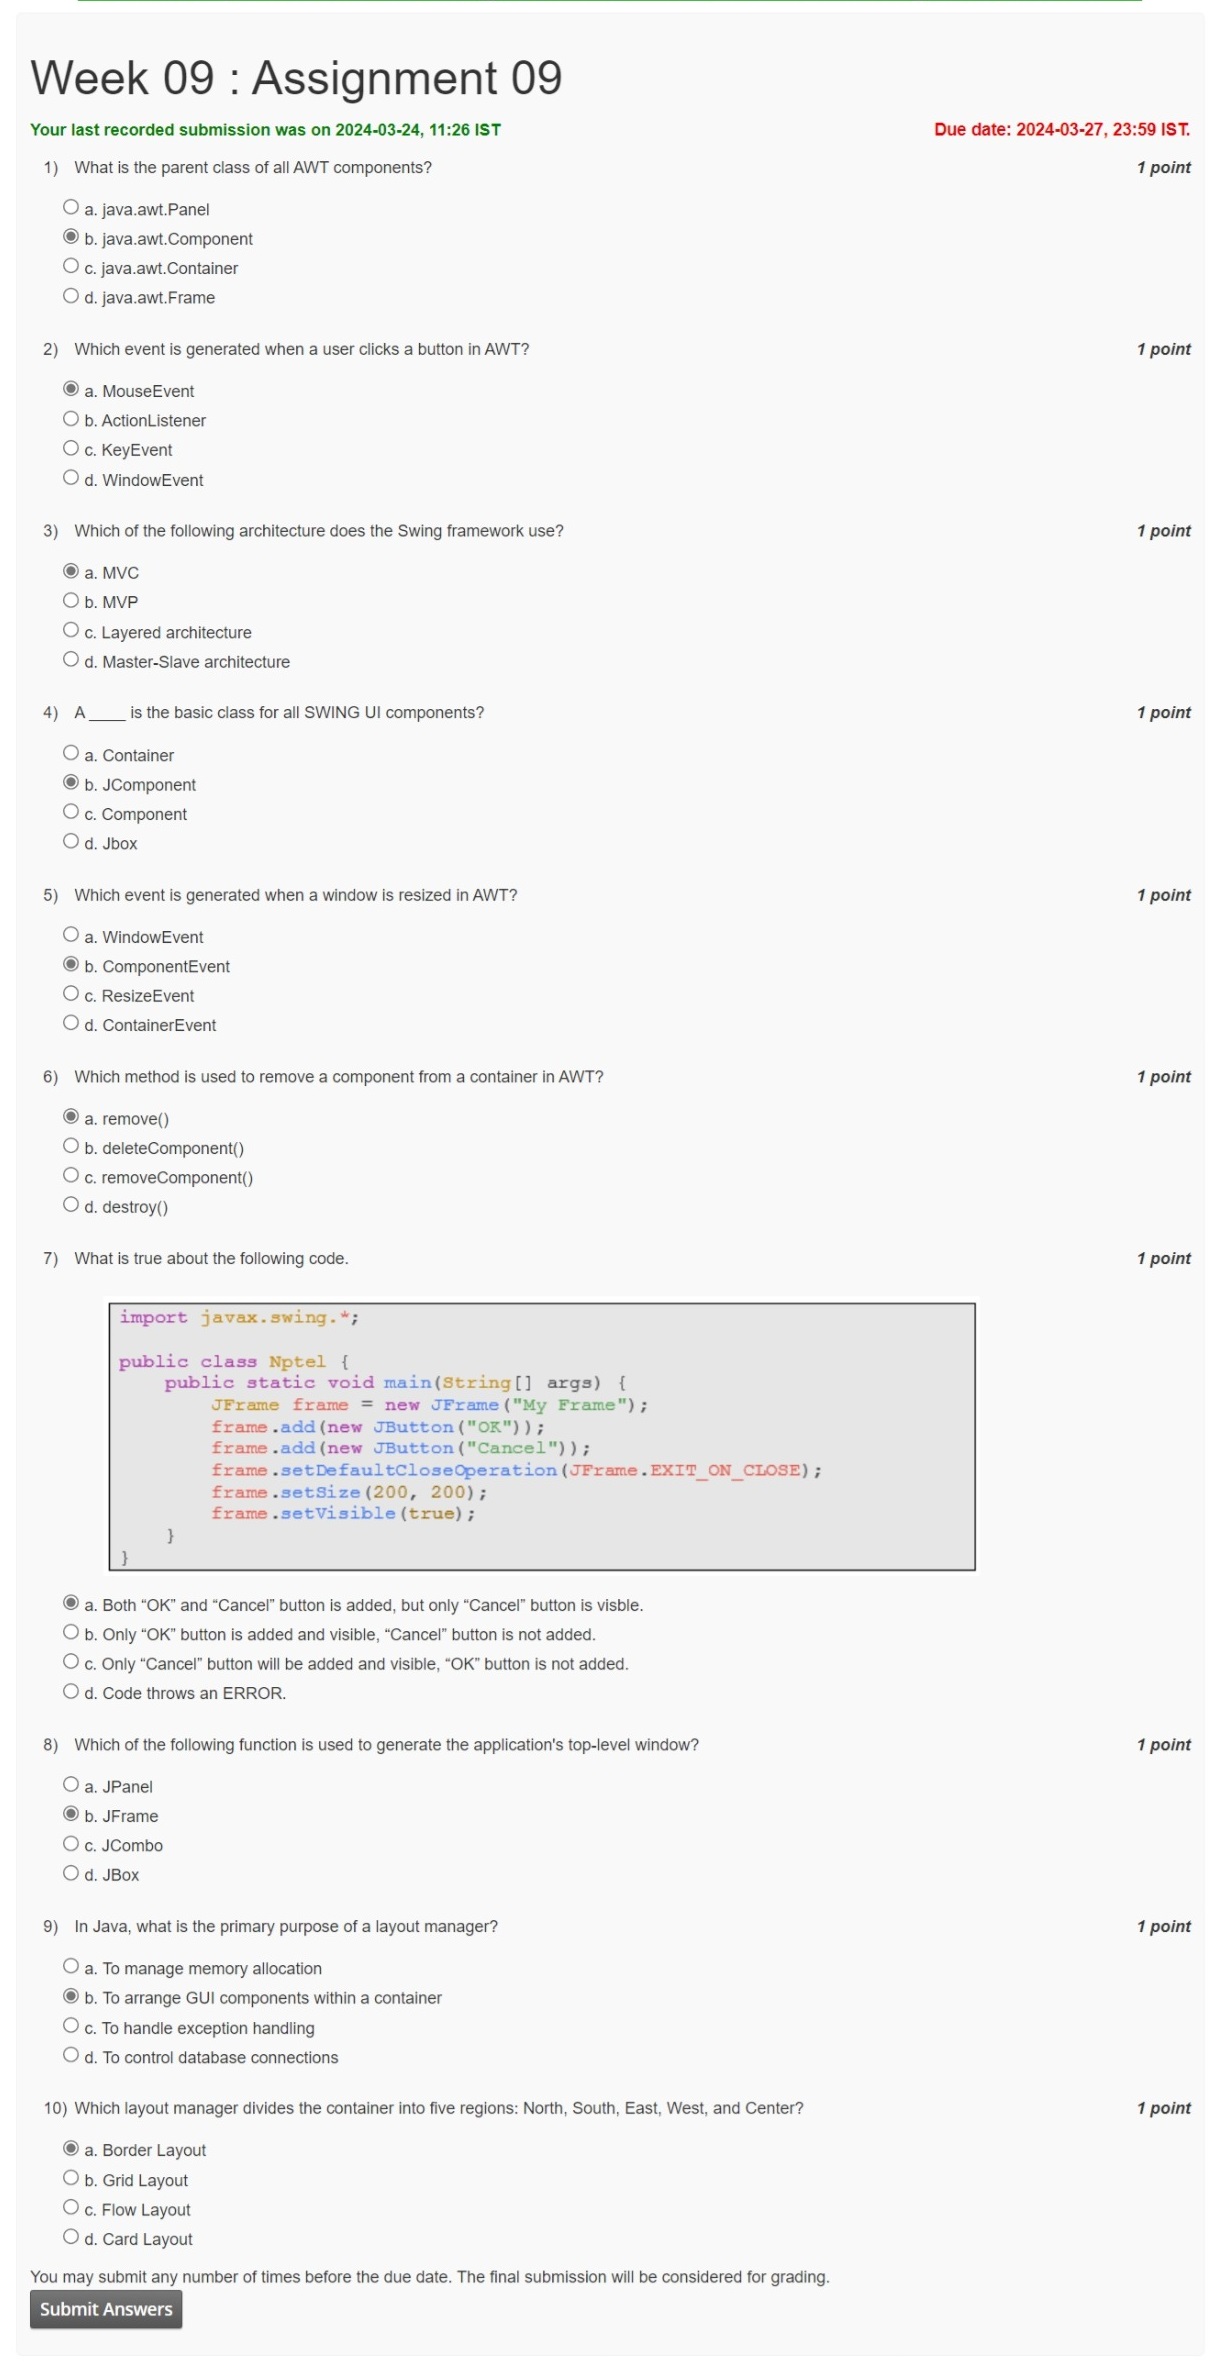 Week 09 : Assignment 09
Your last recorded submission was on 2024-03-24, 11:26 IST
Due date: 2024-03-27, 23:59 IST.
1) What is the parent class of all AWT components?
1 point
a. java.awt.Panel
b. java.awt.Component
c. java.awt.Container
d. java.awt.Frame
2) Which event is generated when a user clicks a button in AWT?
1 point
a. MouseEvent
b. ActionListener
c. KeyEvent
d. WindowEvent
3) Which of the following architecture does the Swing framework use?
1 point
a. MVC
b. MVP
c. Layered architecture
d. Master-Slave architecture
4) A ____ is the basic class for all SWING UI components?
1 point
a. Container
b. JComponent
c. Component
d. Jbox
5) Which event is generated when a window is resized in AWT?
1 point
a. WindowEvent
b. ComponentEvent
c. ResizeEvent
d. ContainerEvent
6) Which method is used to remove a component from a container in AWT?
1 point
a. remove()
b. deleteComponent()
c. removeComponent()
d. destroy()
7) What is true about the following code.
1 point
import javax.swing.*;
public class Nptel {
public static void main(String[] args) {
JFrame frame = new JFrame("My Frame");
frame.add(new JButton("OK"));
frame.add(new JButton("Cancel"));
frame.setDefaultCloseOperation(JFrame.EXIT_ON_CLOSE);
frame.setSize(200, 200);
frame.setVisible(true);
}
}
a. Both “OK” and “Cancel” button is added, but only “Cancel” button is visble.
b. Only “OK” button is added and visible, “Cancel” button is not added.
c. Only “Cancel” button will be added and visible, “OK” button is not added.
d. Code throws an ERROR.
8) Which of the following function is used to generate the application's top-level window?
1 point
a. JPanel
b. JFrame
c. JCombo
d. JBox
9) In Java, what is the primary purpose of a layout manager?
1 point
a. To manage memory allocation
b. To arrange GUI components within a container
c. To handle exception handling
d. To control database connections
10) Which layout manager divides the container into five regions: North, South, East, West, and Center?
1 point
a. Border Layout
b. Grid Layout
c. Flow Layout
d. Card Layout
You may submit any number of times before the due date. The final submission will be considered for grading.
Submit Answers